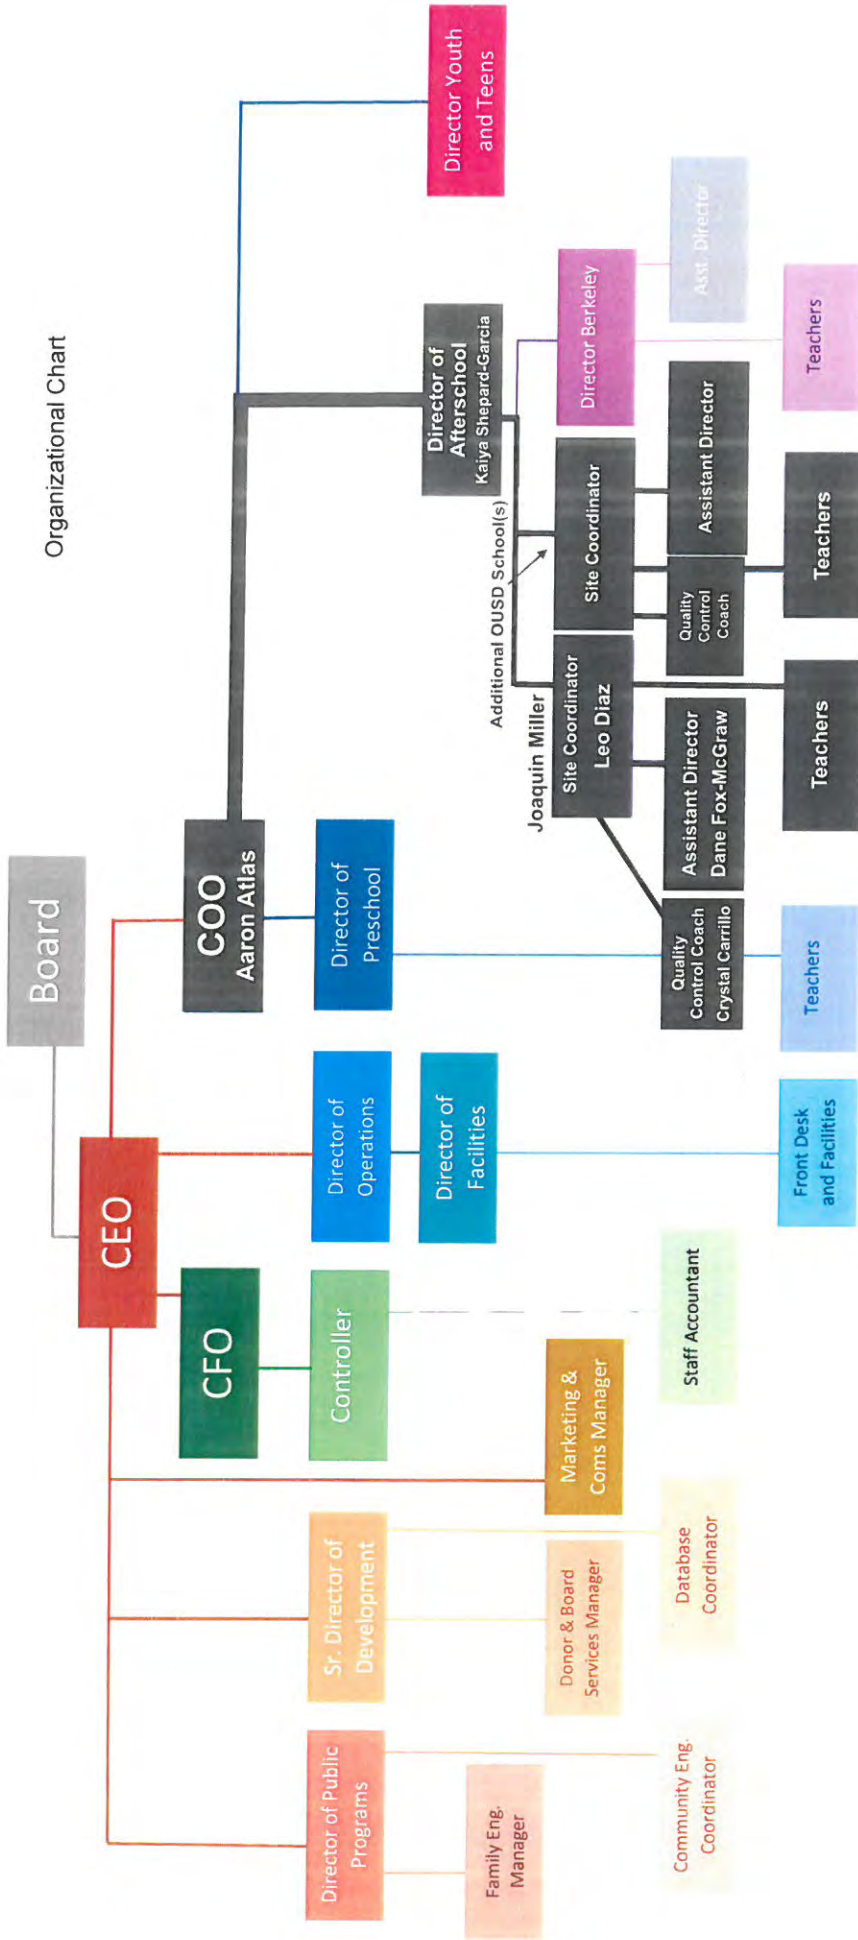 Organizational Chart
Board
CEO
CFO
COO
Aaron Atlas
Director of Public
Programs
Sr. Director of
Development
Controller
Director of
Operations
Director of
Preschool
Director of
Facilities
Director of
Afterschool
Kaiya Shepard-Garcia
Director Youth
and Teens
Family Eng.
Manager
Donor & Board
Services Manager
Marketing &
Coms Manager
Additional OUSD School(s)
Joaquin Miller
Site Coordinator
Leo Diaz
Site Coordinator
Director Berkeley
Community Eng.
Coordinator
Database
Coordinator
Staff Accountant
Quality
Control Coach
Crystal Carrillo
Assistant Director
Dane Fox-McGraw
Quality
Control
Coach
Assistant Director
Asst. Director
Front Desk
and Facilities
Teachers
Teachers
Teachers
Teachers